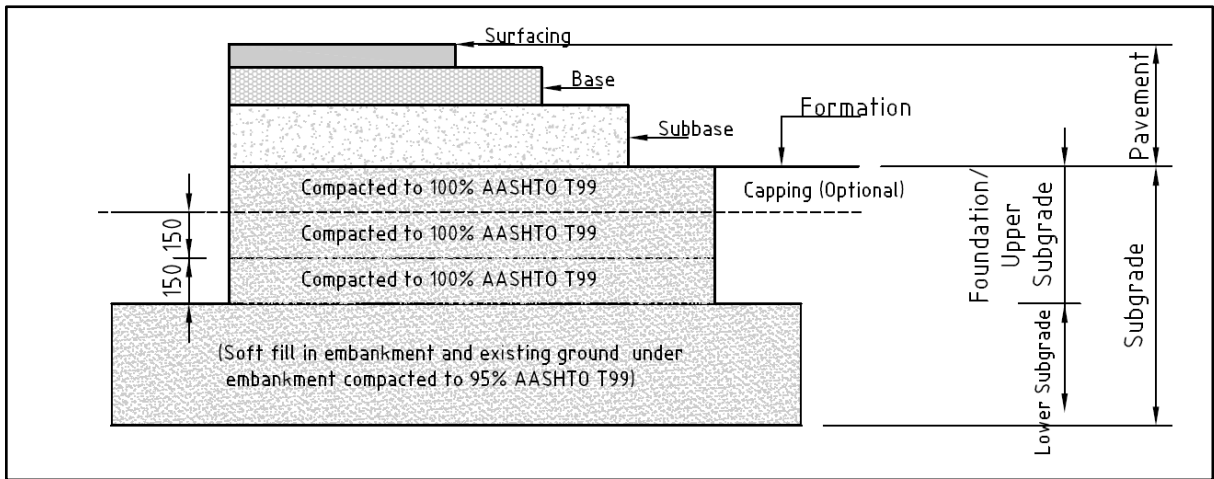 Surfacing
Base
Subbase
Formation
Pavement
Compacted to 100% AASHTO T99
Capping (Optional)
150
Compacted to 100% AASHTO T99
150
Compacted to 100% AASHTO T99
Foundation/
Upper
Subgrade
Subgrade
(Soft fill in embankment and existing ground under
embankment compacted to 95% AASHTO T99)
Lower Subgrade